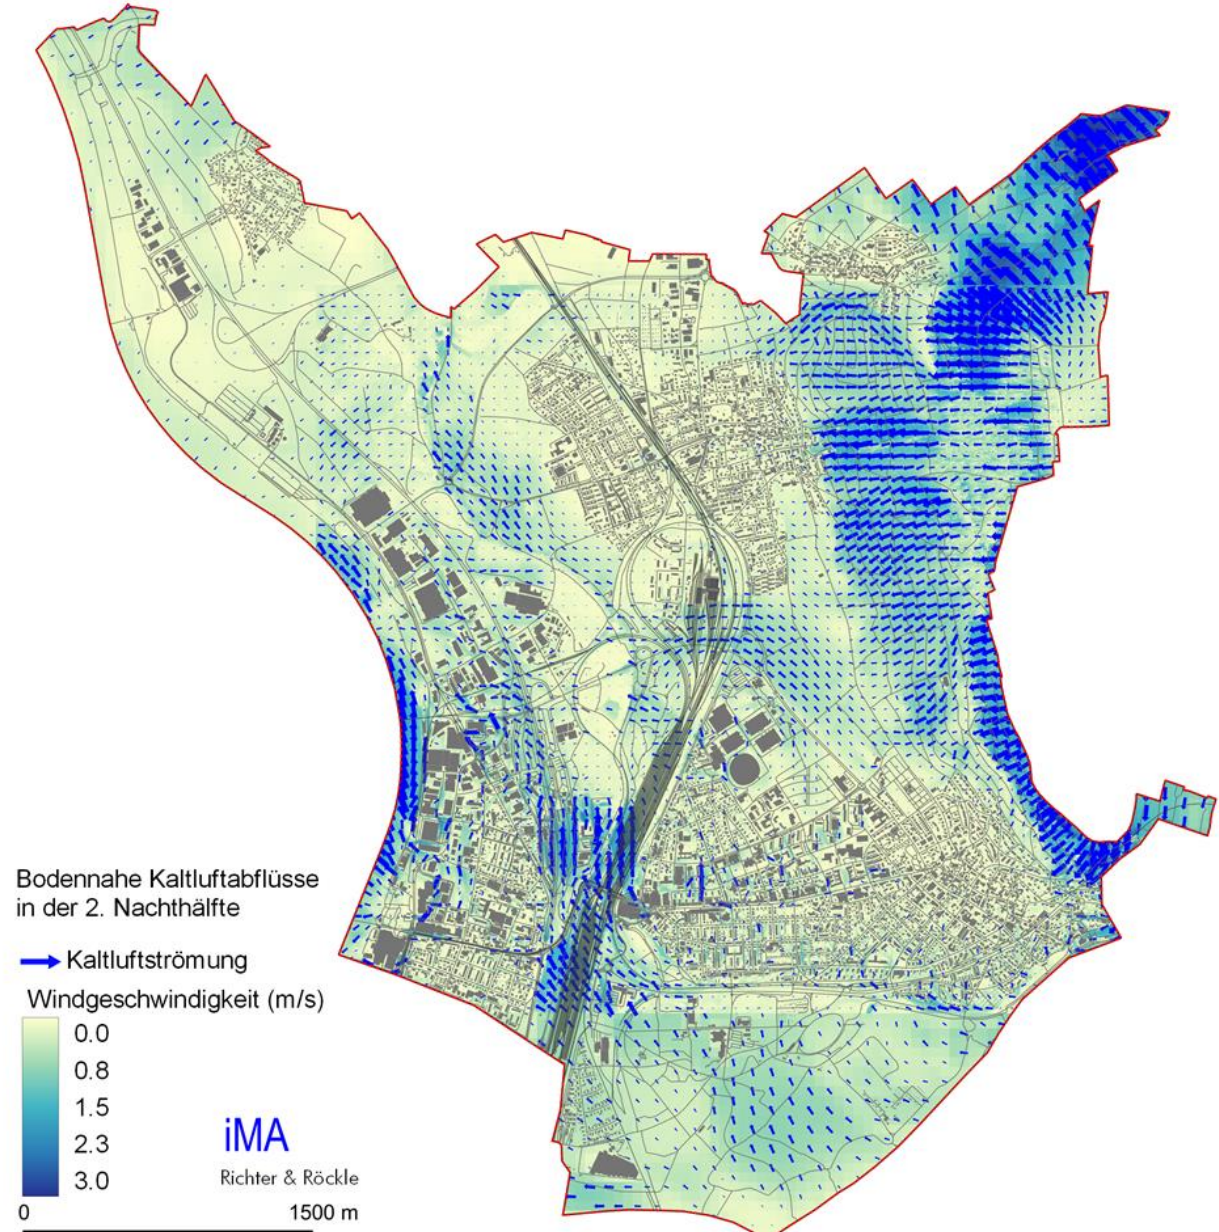 Bodennahe Kaltluftabflüsse
in der 2. Nachthälfte
Kaltluftströmung
Windgeschwindigkeit (m/s)
0.0
0.8
1.5
2.3
3.0
iMA
Richter & Röckle
0 1500 m